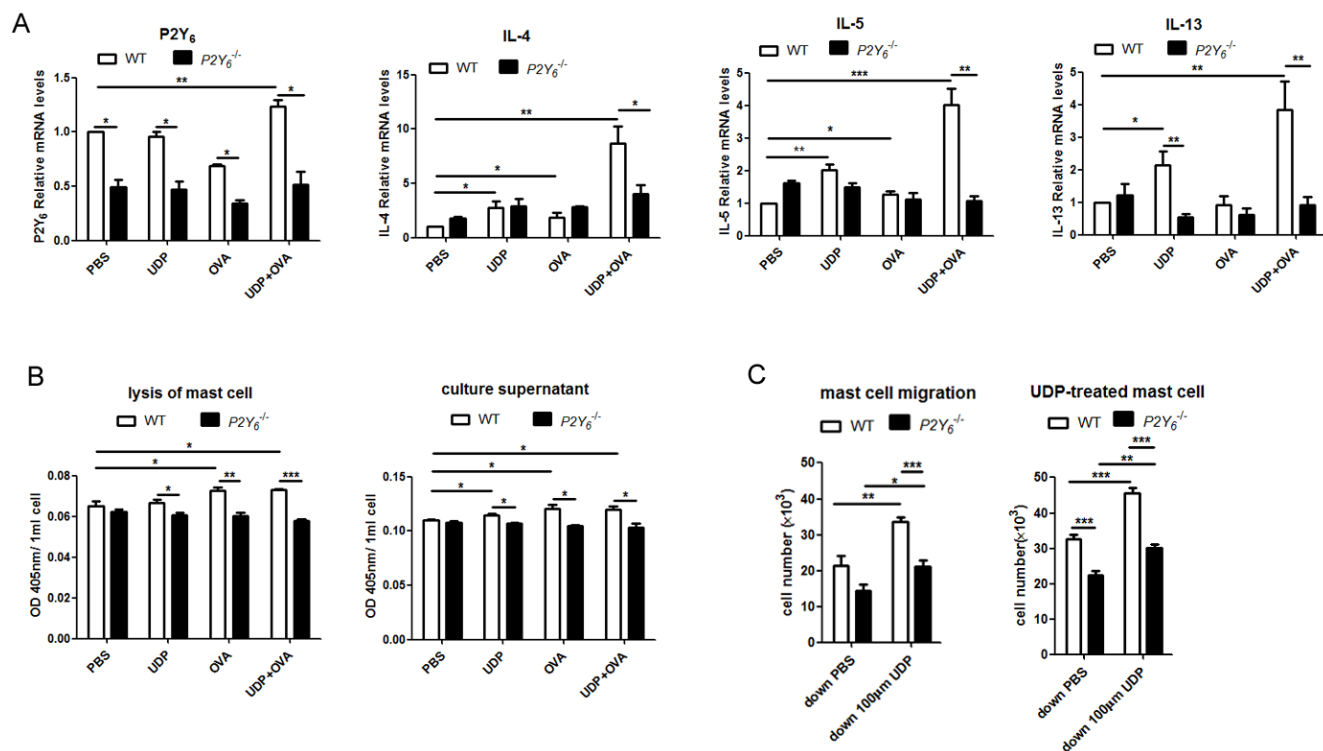 A
P2Y6
WT P2Y6-/-
P2Y6 Relative mRNA levels
1.5
1.0
0.5
0.0
** * * * *
PBS UDP OVA UDP+OVA
IL-4
WT P2Y6-/-
IL-4 Relative mRNA levels
15
10
5
0
* ** * *
PBS UDP OVA UDP+OVA
IL-5
WT P2Y6-/-
IL-5 Relative mRNA levels
5
4
3
2
1
0
*** ** * **
PBS UDP OVA UDP+OVA
IL-13
WT P2Y6-/-
IL-13 Relative mRNA levels
5
4
3
2
1
0
** ** * **
PBS UDP OVA UDP+OVA
B
lysis of mast cell
WT P2Y6-/-
OD 405nm/ 1ml cell
0.08
0.06
0.04
0.02
0.00
* * * ** ***
PBS UDP OVA UDP+OVA
culture supernatant
WT P2Y6-/-
OD 405nm/ 1ml cell
0.15
0.10
0.05
0.00
* * * * * *
PBS UDP OVA UDP+OVA
C
mast cell migration
WT P2Y6-/-
cell number (×10³)
50
40
30
20
10
0
*** * **
down PBS down 100μm UDP
UDP-treated mast cell
WT P2Y6-/-
cell number(×10³)
50
40
30
20
10
0
*** ** *** ***
down PBS down 100μm UDP